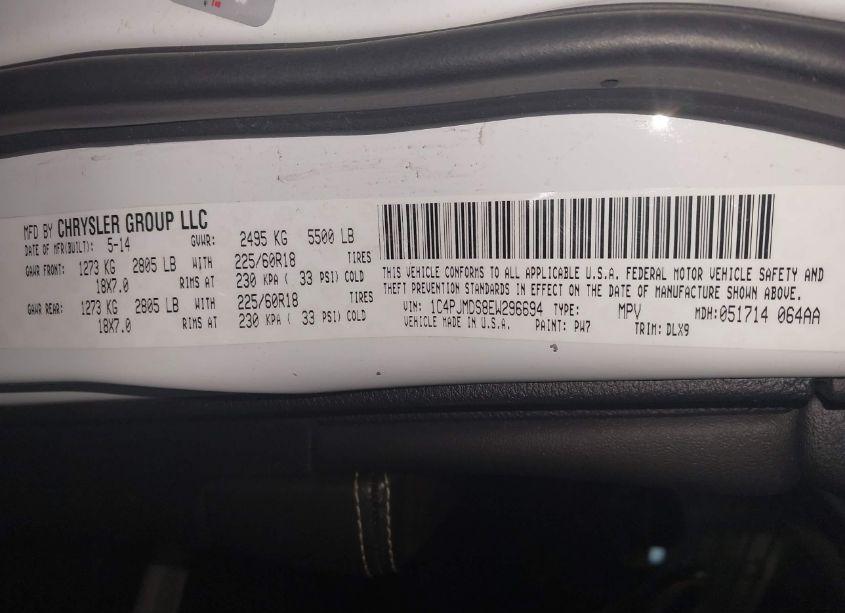 MFD BY CHRYSLER GROUP LLC
DATE OF MFR(BUILT): 5-14 GVWR: 2495 KG 5500 LB
GAWR FRONT: 1273 KG 2805 LB WITH 225/60R18 TIRES
18X7.0 RIMS AT 230 KPA ( 33 PSI) COLD
GAWR REAR: 1273 KG 2805 LB WITH 225/60R18 TIRES
18X7.0 RIMS AT 230 KPA ( 33 PSI) COLD
THIS VEHICLE CONFORMS TO ALL APPLICABLE U.S.A. FEDERAL MOTOR VEHICLE SAFETY AND
THEFT PREVENTION STANDARDS IN EFFECT ON THE DATE OF MANUFACTURE SHOWN ABOVE.
VIN: 1C4PJMDS8EW296694 TYPE: MPV MDH:051714 064AA
VEHICLE MADE IN U.S.A. PAINT: PW7 TRIM: DLX9